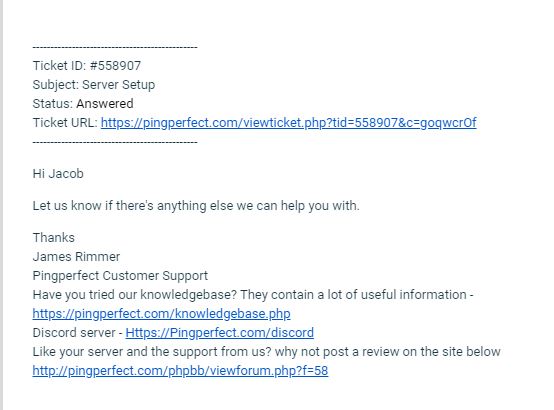 ----------------------------------------------
Ticket ID: #558907
Subject: Server Setup
Status: Answered
Ticket URL: https://pingperfect.com/viewticket.php?tid=558907&c=goqwcrOf
----------------------------------------------
Hi Jacob
Let us know if there's anything else we can help you with.
Thanks
James Rimmer
Pingperfect Customer Support
Have you tried our knowledgebase? They contain a lot of useful information -
https://pingperfect.com/knowledgebase.php
Discord server - Https://Pingperfect.com/discord
Like your server and the support from us? why not post a review on the site below
http://pingperfect.com/phpbb/viewforum.php?f=58